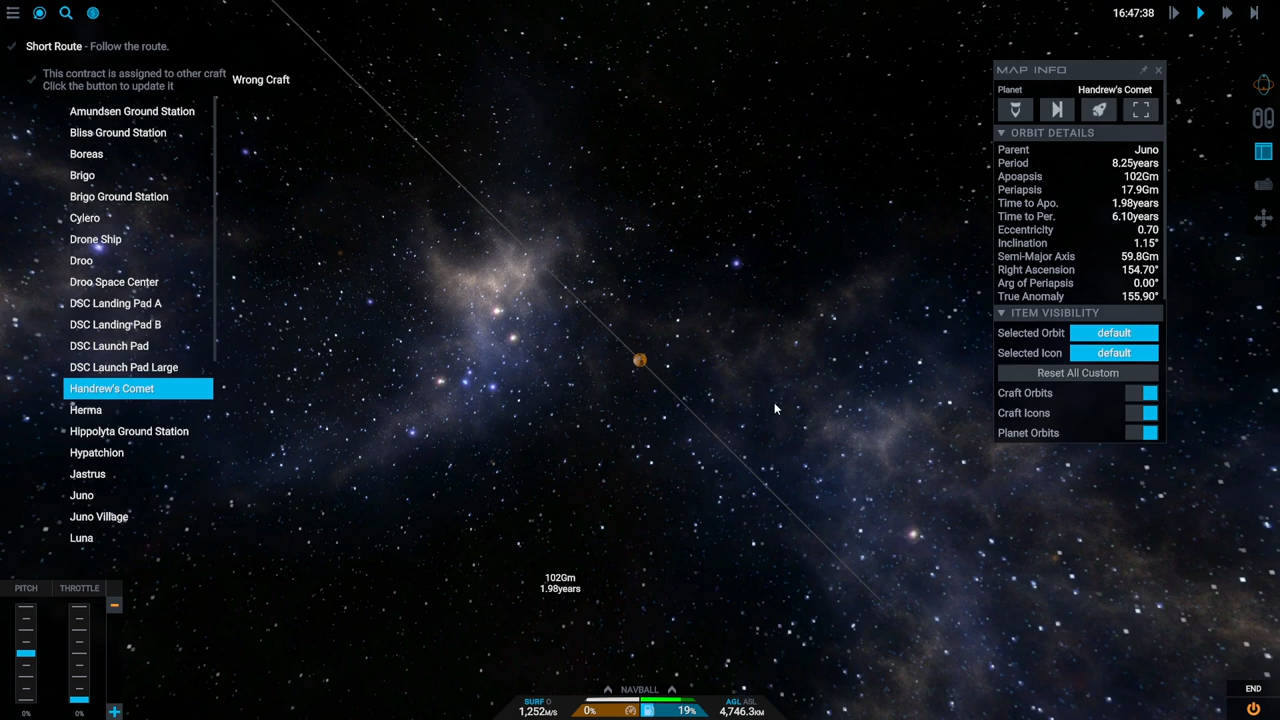 16:47:38
Short Route - Follow the route.
This contract is assigned to other craft
Click the button to update it
Wrong Craft
Amundsen Ground Station
Bliss Ground Station
Boreas
Brigo
Brigo Ground Station
Cylero
Drone Ship
Droo
Droo Space Center
DSC Landing Pad A
DSC Landing Pad B
DSC Launch Pad
DSC Launch Pad Large
Handrew's Comet
Herma
Hippolyta Ground Station
Hypatchion
Jastrus
Juno
Juno Village
Luna
MAP INFO
Planet Handrew's Comet
ORBIT DETAILS
Parent Juno
Period 8.25years
Apoapsis 102Gm
Periapsis 17.9Gm
Time to Apo. 1.98years
Time to Per. 6.10years
Eccentricity 0.70
Inclination 1.15°
Semi-Major Axis 59.8Gm
Right Ascension 154.70°
Arg of Periapsis 0.00°
True Anomaly 155.90°
ITEM VISIBILITY
Selected Orbit default
Selected Icon default
Reset All Custom
Craft Orbits
Craft Icons
Planet Orbits
102Gm
1.98years
PITCH THROTTLE
0% 0%
NAVBALL
SURF O
1,252M/S
0%
19%
AGL ASL
4,746.3KM
END